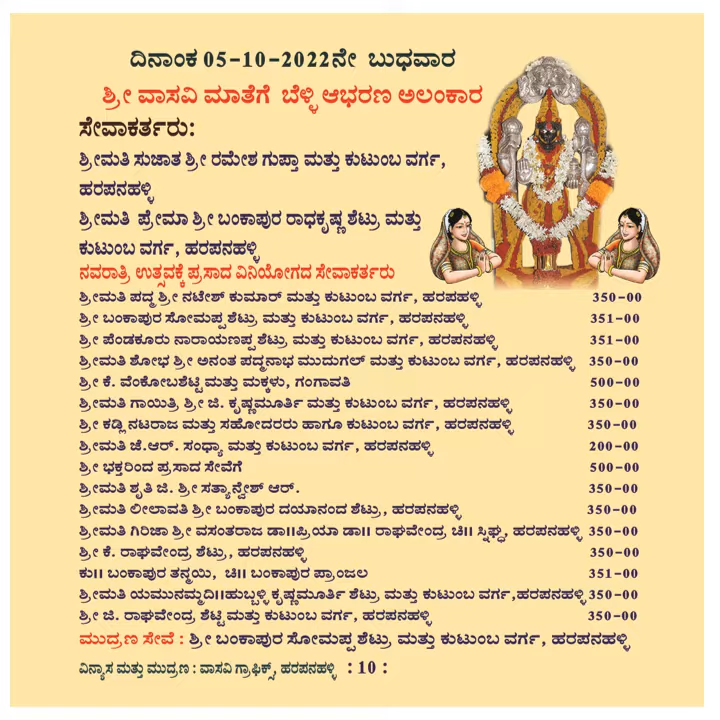 ದಿನಾಂಕ 05-10-2022ನೇ ಬುಧವಾರ
ಶ್ರೀ ವಾಸವಿ ಮಾತೆಗೆ ಬೆಳ್ಳಿ ಆಭರಣ ಅಲಂಕಾರ
ಸೇವಾಕರ್ತರು:
ಶ್ರೀಮತಿ ಸುಜಾತ ಶ್ರೀ ರಮೇಶ ಗುಪ್ತಾ ಮತ್ತು ಕುಟುಂಬ ವರ್ಗ,
ಹರಪನಹಳ್ಳಿ
ಶ್ರೀಮತಿ ಪ್ರೇಮಾ ಶ್ರೀ ಬಂಕಾಪುರ ರಾಧಕೃಷ್ಣ ಶೆಟ್ರು ಮತ್ತು
ಕುಟುಂಬ ವರ್ಗ, ಹರಪನಹಳ್ಳಿ
ನವರಾತ್ರಿ ಉತ್ಸವಕ್ಕೆ ಪ್ರಸಾದ ವಿನಿಯೋಗದ ಸೇವಾಕರ್ತರು
ಶ್ರೀಮತಿ ಪದ್ಮ ಶ್ರೀ ನಟೇಶ್ ಕುಮಾರ್ ಮತ್ತು ಕುಟುಂಬ ವರ್ಗ, ಹರಪಹಳ್ಳಿ 350-00
ಶ್ರೀ ಬಂಕಾಪುರ ಸೋಮಪ್ಪ ಶೆಟ್ರು ಮತ್ತು ಕುಟುಂಬ ವರ್ಗ, ಹರಪನಹಳ್ಳಿ 351-00
ಶ್ರೀ ಪೆಂಡಕೂರು ನಾರಾಯಣಪ್ಪ ಶೆಟ್ರು ಮತ್ತು ಕುಟುಂಬ ವರ್ಗ, ಹರಪನಹಳ್ಳಿ 351-00
ಶ್ರೀಮತಿ ಶೋಭ ಶ್ರೀ ಅನಂತ ಪದ್ಮನಾಭ ಮುದುಗಲ್ ಮತ್ತು ಕುಟುಂಬ ವರ್ಗ, ಹರಪನಹಳ್ಳಿ 350-00
ಶ್ರೀ ಕೆ. ವೆಂಕೋಬಶೆಟ್ಟಿ ಮತ್ತು ಮಕ್ಕಳು, ಗಂಗಾವತಿ 500-00
ಶ್ರೀಮತಿ ಗಾಯಿತ್ರಿ ಶ್ರೀ ಜಿ. ಕೃಷ್ಣಮೂರ್ತಿ ಮತ್ತು ಕುಟುಂಬ ವರ್ಗ, ಹರಪನಹಳ್ಳಿ 350-00
ಶ್ರೀ ಕಡ್ಲಿ ನಟರಾಜ ಮತ್ತು ಸಹೋದರರು ಹಾಗೂ ಕುಟುಂಬ ವರ್ಗ, ಹರಪನಹಳ್ಳಿ 350-00
ಶ್ರೀಮತಿ ಜೆ.ಆರ್. ಸಂಧ್ಯಾ ಮತ್ತು ಕುಟುಂಬ ವರ್ಗ, ಹರಪನಹಳ್ಳಿ 200-00
ಶ್ರೀ ಭಕ್ತರಿಂದ ಪ್ರಸಾದ ಸೇವೆಗೆ 500-00
ಶ್ರೀಮತಿ ಶೃತಿ ಜಿ. ಶ್ರೀ ಸತ್ಯಾನ್ವೇಶ್ ಆರ್. 350-00
ಶ್ರೀಮತಿ ಲೀಲಾವತಿ ಶ್ರೀ ಬಂಕಾಪುರ ದಯಾನಂದ ಶೆಟ್ರು, ಹರಪನಹಳ್ಳಿ 350-00
ಶ್ರೀಮತಿ ಗಿರಿಜಾ ಶ್ರೀ ವಸಂತರಾಜ ಡಾ॥ಪ್ರಿಯಾ ಡಾ॥ ರಾಘವೇಂದ್ರ ಚಿ॥ ಸ್ನಿಘ್ಧ, ಹರಪನಹಳ್ಳಿ 350-00
ಶ್ರೀ ಕೆ. ರಾಘವೇಂದ್ರ ಶೆಟ್ರು, ಹರಪನಹಳ್ಳಿ 350-00
ಕು॥ ಬಂಕಾಪುರ ತನ್ಮಯಿ, ಚಿ॥ ಬಂಕಾಪುರ ಪ್ರಾಂಜಲ 351-00
ಶ್ರೀಮತಿ ಯಮುನಮ್ಮದಿ॥ಹುಬ್ಬಳ್ಳಿ ಕೃಷ್ಣಮೂರ್ತಿ ಶೆಟ್ರು ಮತ್ತು ಕುಟುಂಬ ವರ್ಗ,ಹರಪನಹಳ್ಳಿ 350-00
ಶ್ರೀ ಜಿ. ರಾಘವೇಂದ್ರ ಶೆಟ್ಟಿ ಮತ್ತು ಕುಟುಂಬ ವರ್ಗ, ಹರಪನಹಳ್ಳಿ 350-00
ಮುದ್ರಣ ಸೇವೆ : ಶ್ರೀ ಬಂಕಾಪುರ ಸೋಮಪ್ಪ ಶೆಟ್ರು ಮತ್ತು ಕುಟುಂಬ ವರ್ಗ, ಹರಪನಹಳ್ಳಿ
ವಿನ್ಯಾಸ ಮತ್ತು ಮುದ್ರಣ : ವಾಸವಿ ಗ್ರಾಫಿಕ್ಸ್, ಹರಪನಹಳ್ಳಿ : 10 :